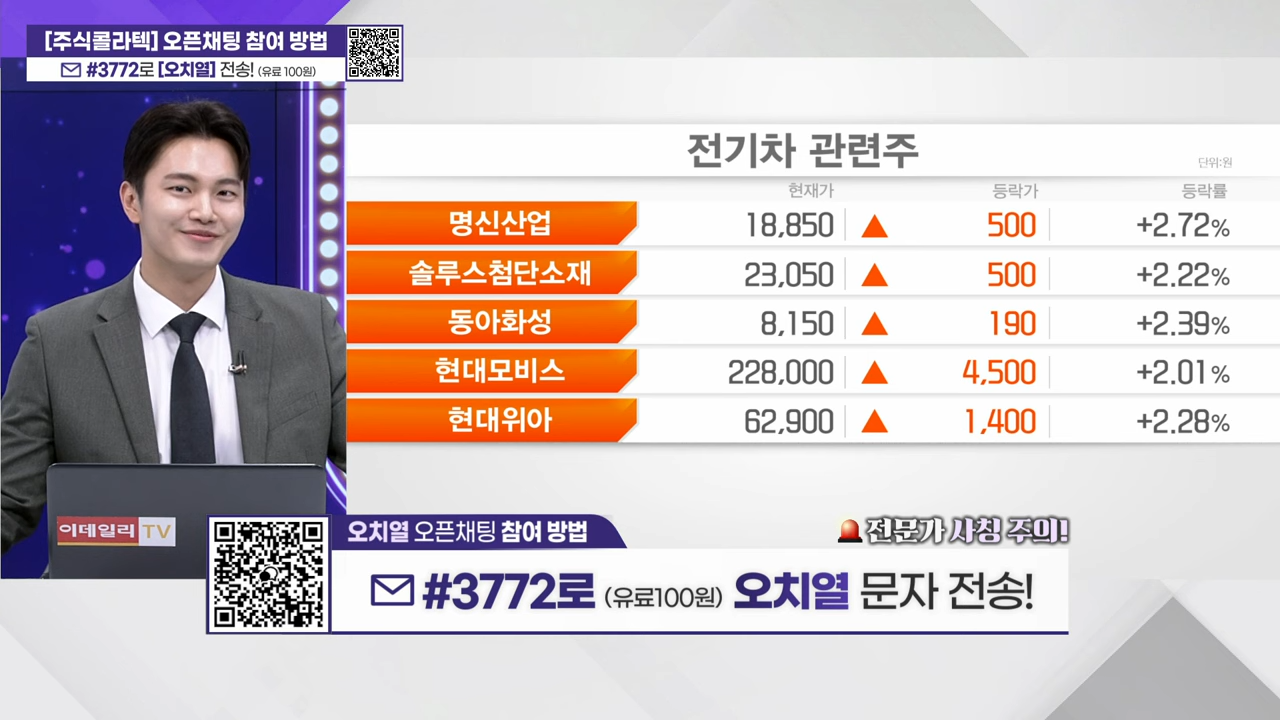 [주식콜라텍] 오픈채팅 참여 방법
#3772로 [오치열] 전송! (유료 100원)
전기차 관련주
단위:원
현재가 등락가 등락률
명신산업 18,850 ▲ 500 +2.72%
솔루스첨단소재 23,050 ▲ 500 +2.22%
동아화성 8,150 ▲ 190 +2.39%
현대모비스 228,000 ▲ 4,500 +2.01%
현대위아 62,900 ▲ 1,400 +2.28%
이데일리 TV
오치열 오픈채팅 참여 방법
전문가 사칭 주의!
#3772로 (유료100원) 오치열 문자 전송!